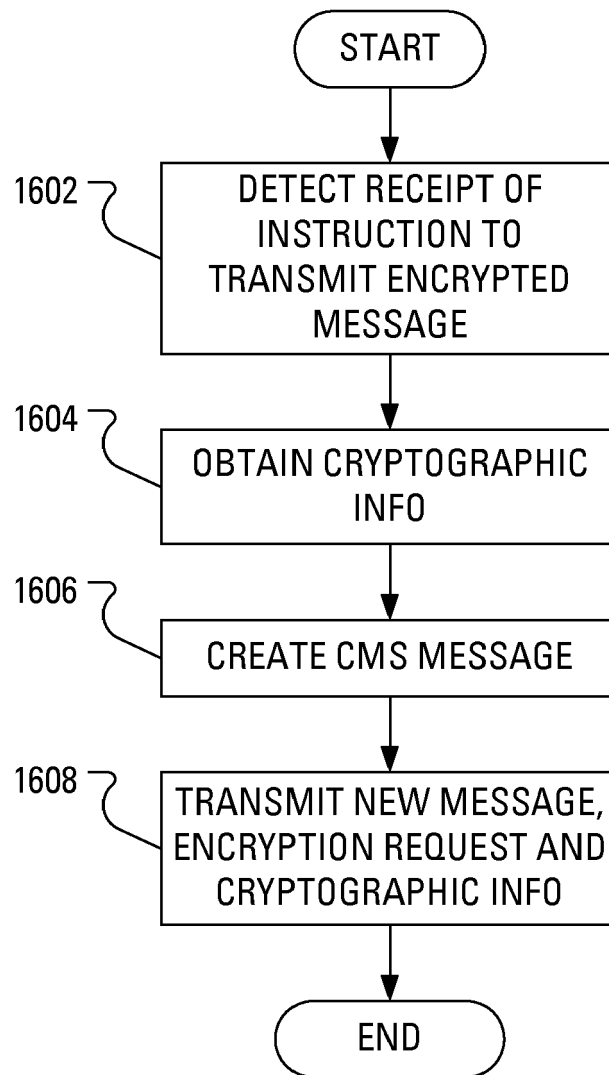 START
1602
DETECT RECEIPT OF
INSTRUCTION TO
TRANSMIT ENCRYPTED
MESSAGE
1604
OBTAIN CRYPTOGRAPHIC
INFO
1606
CREATE CMS MESSAGE
1608
TRANSMIT NEW MESSAGE,
ENCRYPTION REQUEST AND
CRYPTOGRAPHIC INFO
END